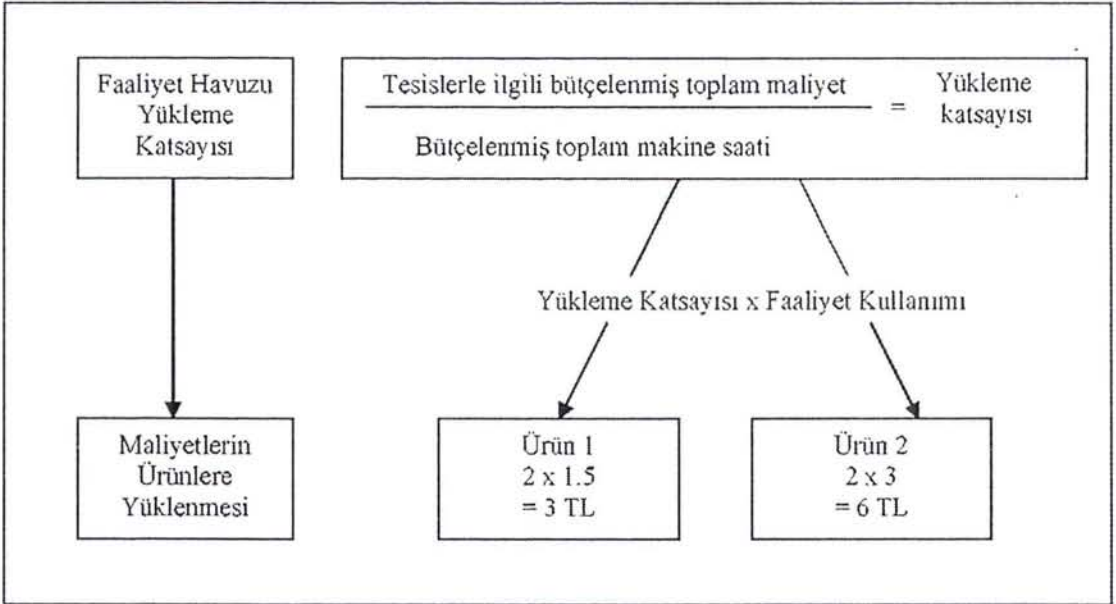 Faaliyet Havuzu
Yükleme
Katsayısı
Tesislerle ilgili bütçelenmiş toplam maliyet
Bütçelenmiş toplam makine saati
=
Yükleme
katsayısı
Yükleme Katsayısı x Faaliyet Kullanımı
Maliyetlerin
Ürünlere
Yüklenmesi
Ürün 1
2 x 1.5
= 3 TL
Ürün 2
2 x 3
= 6 TL